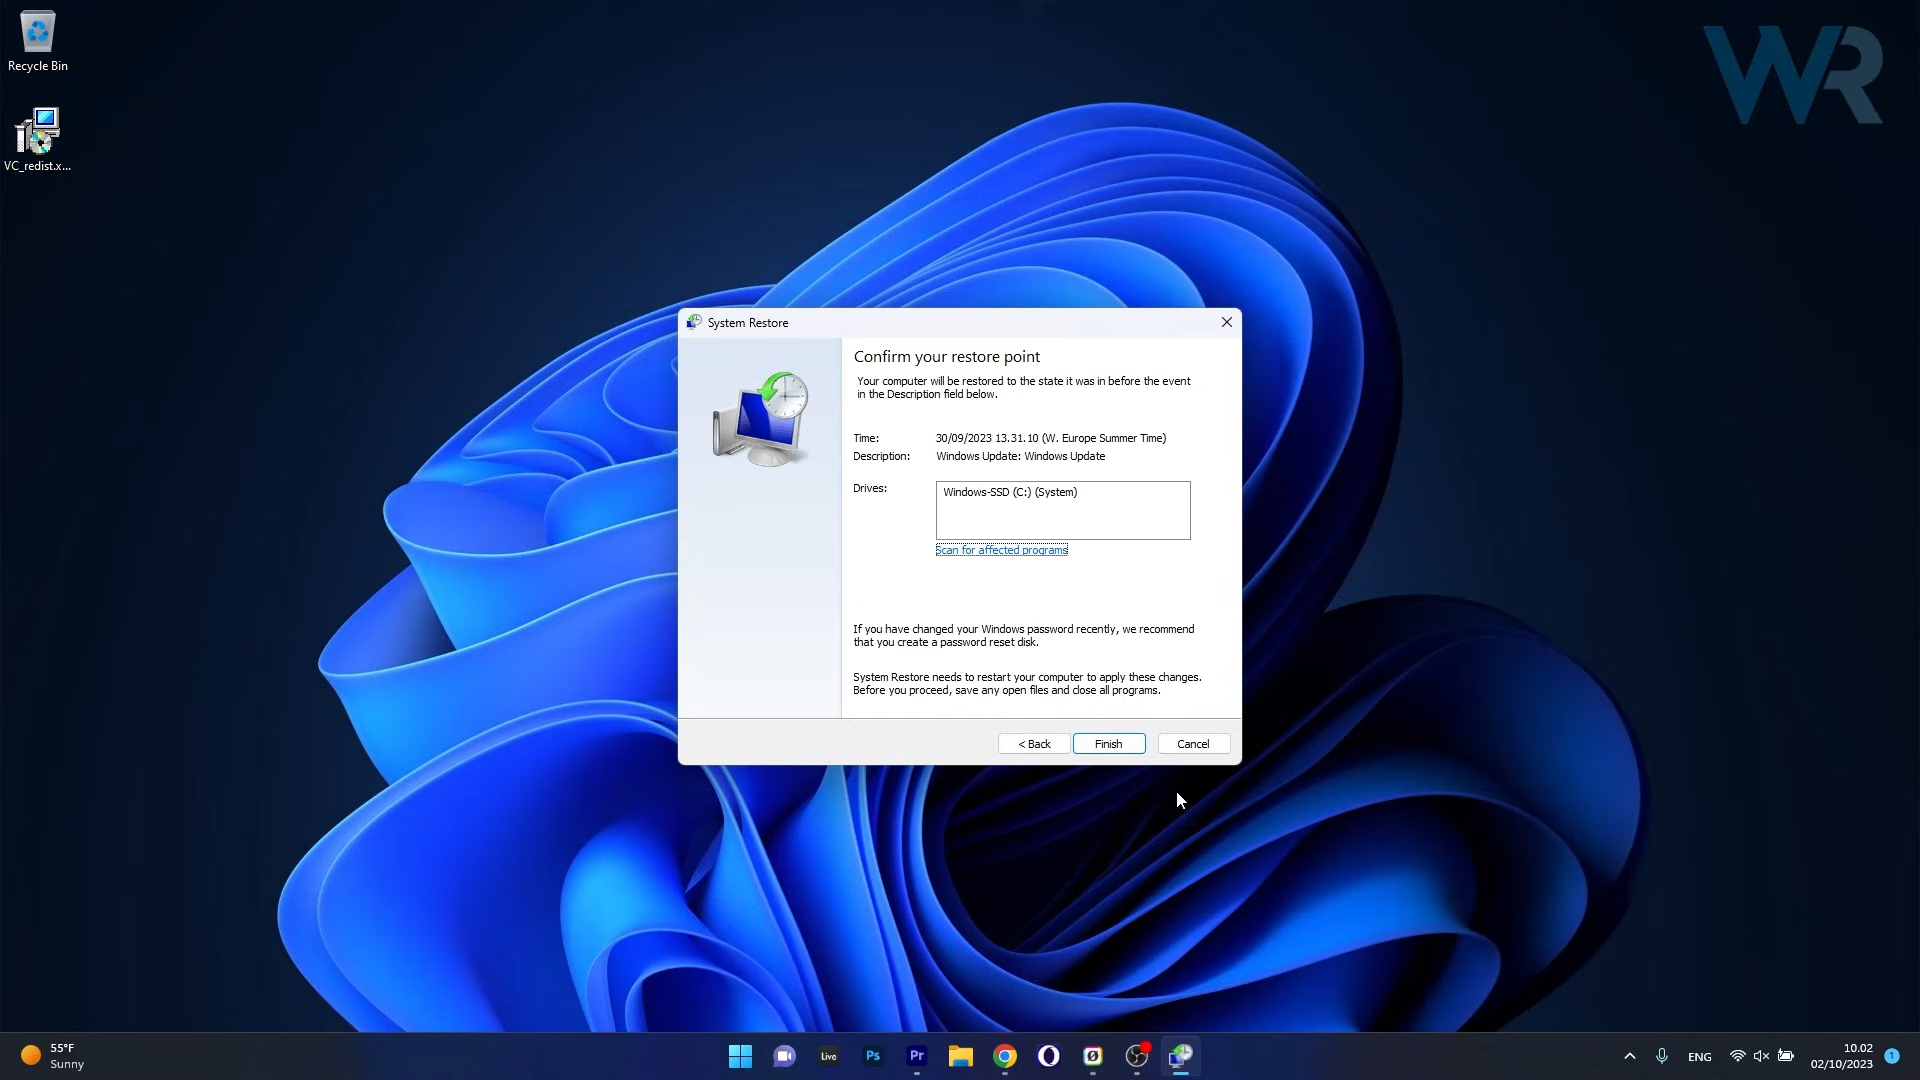 Recycle Bin
WR
VC_redist.x...
System Restore
Confirm your restore point
Your computer will be restored to the state it was in before the event
in the Description field below.
Time: 30/09/2023 13.31.10 (W. Europe Summer Time)
Description: Windows Update: Windows Update
Drives: Windows-SSD (C:) (System)
Scan for affected programs
If you have changed your Windows password recently, we recommend
that you create a password reset disk.
System Restore needs to restart your computer to apply these changes.
Before you proceed, save any open files and close all programs.
< Back Finish Cancel
55°F
Sunny
Live
Ps
Pr
ENG
10.02
02/10/2023
1